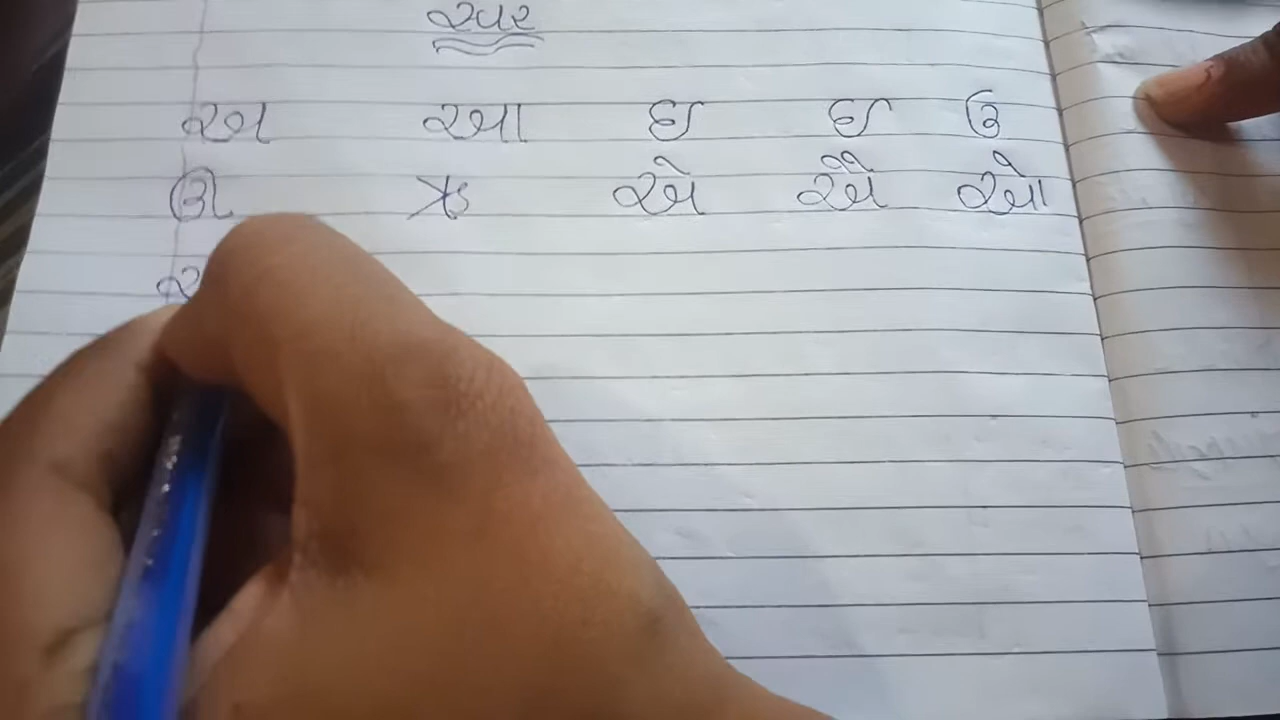 સ્વર
અ આ ઇ ઈ ઉ
ઊ ઋ એ ઐ ઓ